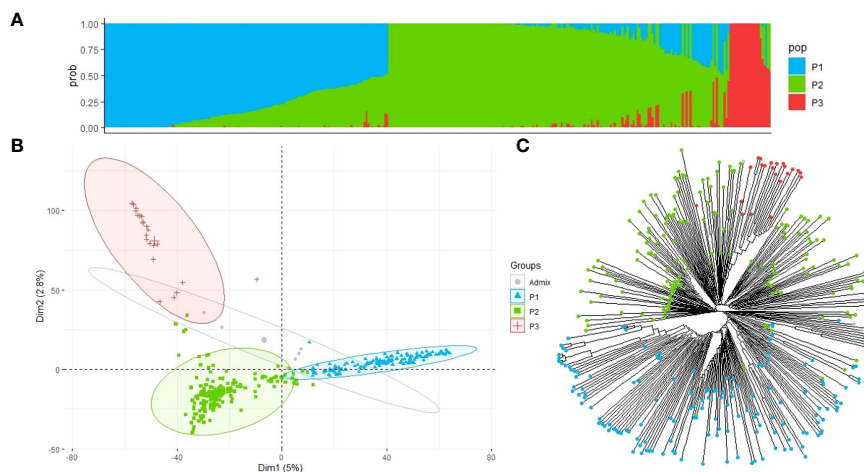 A
1.00
0.75
0.50
0.25
0.00
prob
pop
P1
P2
P3
B
100
50
0
-50
Dim2 (2.8%)
-80
-40
0
40
80
Dim1 (5%)
Groups
Admix
P1
P2
P3
C